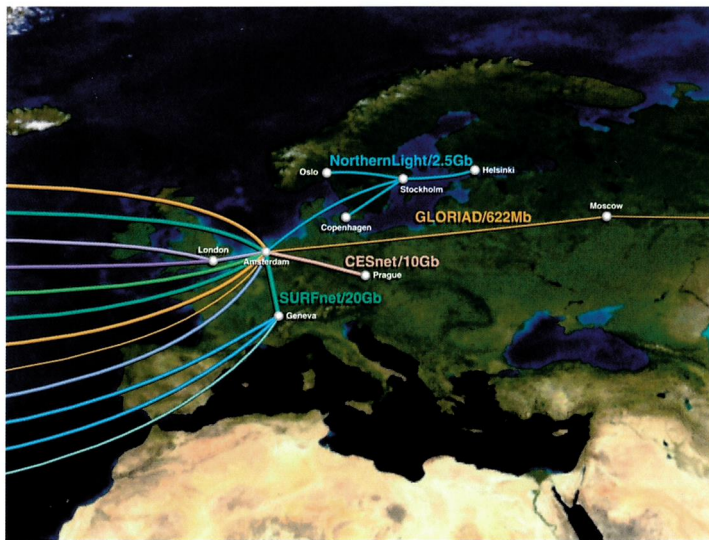 NorthernLight/2.5Gb
Oslo
Helsinki
Stockholm
Moscow
GLORIAD/622Mb
Copenhagen
London
Amsterdam
CESnet/10Gb
Prague
SURFnet/20Gb
Geneva